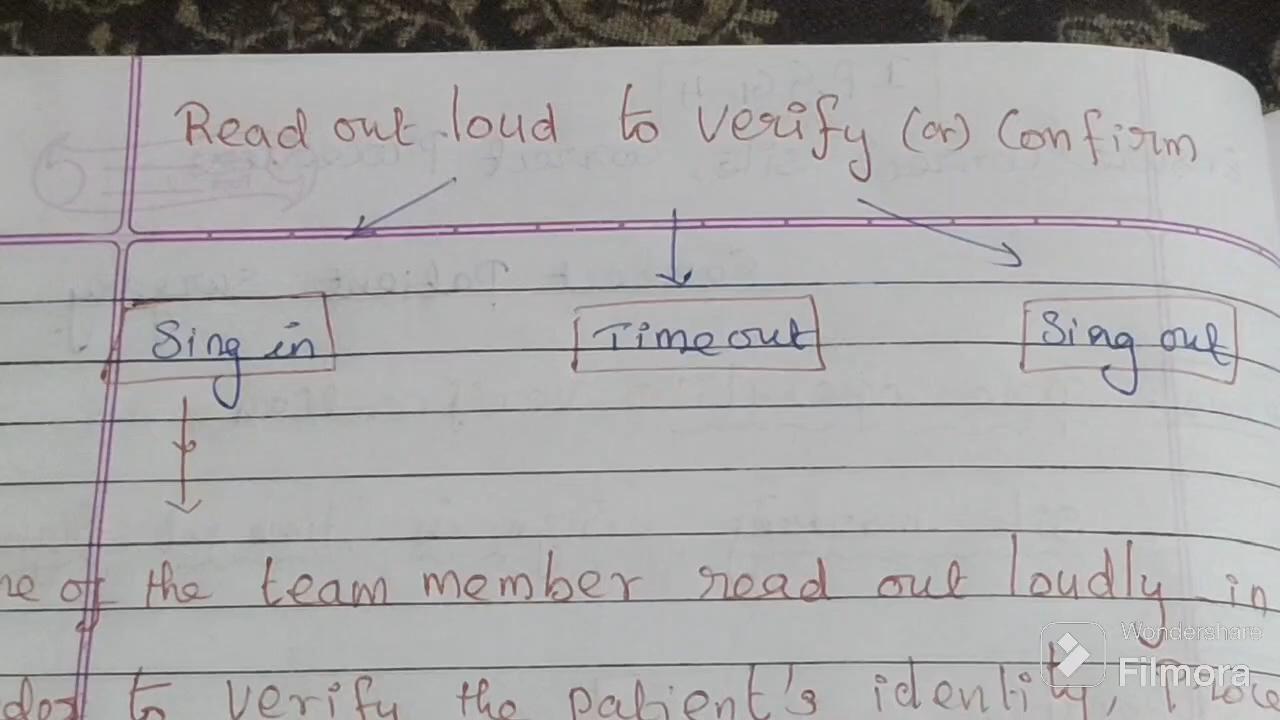 Read out loud to verify (or) Confirm
Sing in
Time out
Sing out
of the team member read out loudly in
to verify the patient's identity,
Wondershare
Filmora